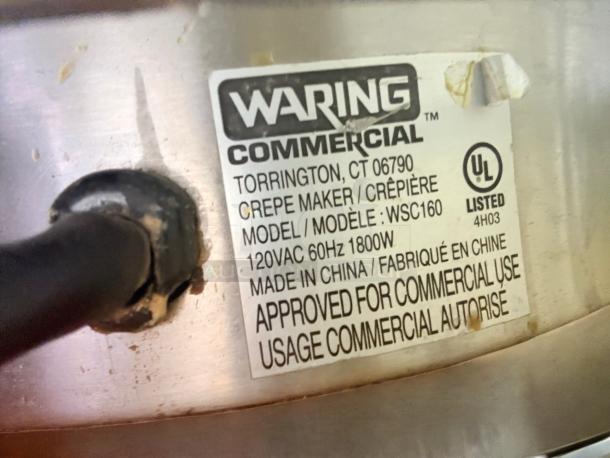 WARING
™
COMMERCIAL
TORRINGTON, CT 06790
CREPE MAKER / CRÊPIÈRE
MODEL / MODÈLE : WSC160
120VAC 60Hz 1800W
MADE IN CHINA / FABRIQUÉ EN CHINE
APPROVED FOR COMMERCIAL USE
USAGE COMMERCIAL AUTORISÉ
UL
LISTED
4H03